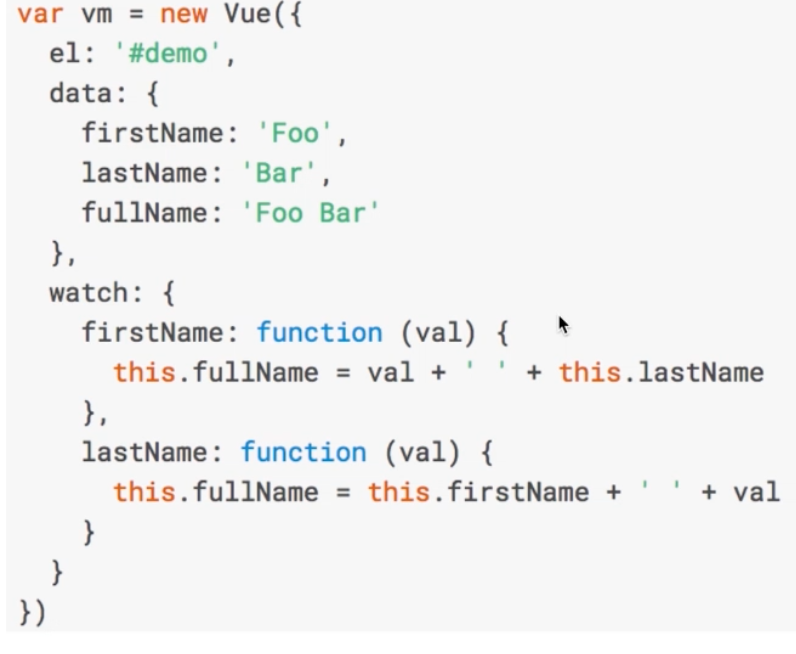 var vm = new Vue({
  el: '#demo',
  data: {
    firstName: 'Foo',
    lastName: 'Bar',
    fullName: 'Foo Bar'
  },
  watch: {
    firstName: function (val) {
      this.fullName = val + ' ' + this.lastName
    },
    lastName: function (val) {
      this.fullName = this.firstName + ' ' + val
    }
  }
})